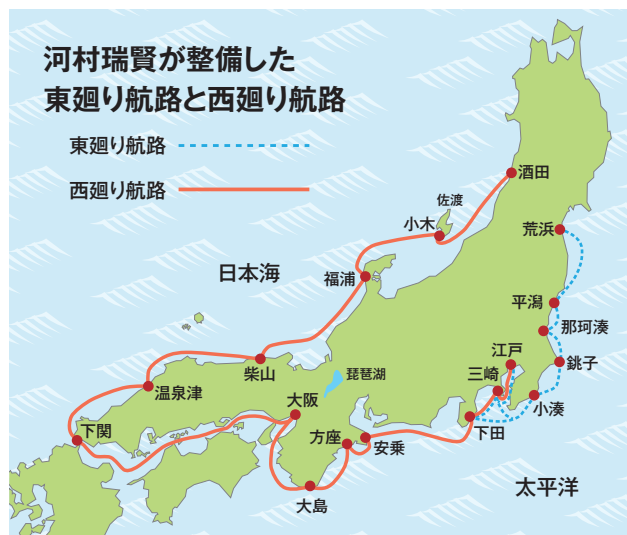 河村瑞賢が整備した
東廻り航路と西廻り航路
東廻り航路
西廻り航路
酒田
佐渡
小木
荒浜
日本海
福浦
平潟
那珂湊
江戸
銚子
柴山
琵琶湖
三崎
温泉津
大阪
小湊
下関
方座
安乗
下田
大島
太平洋